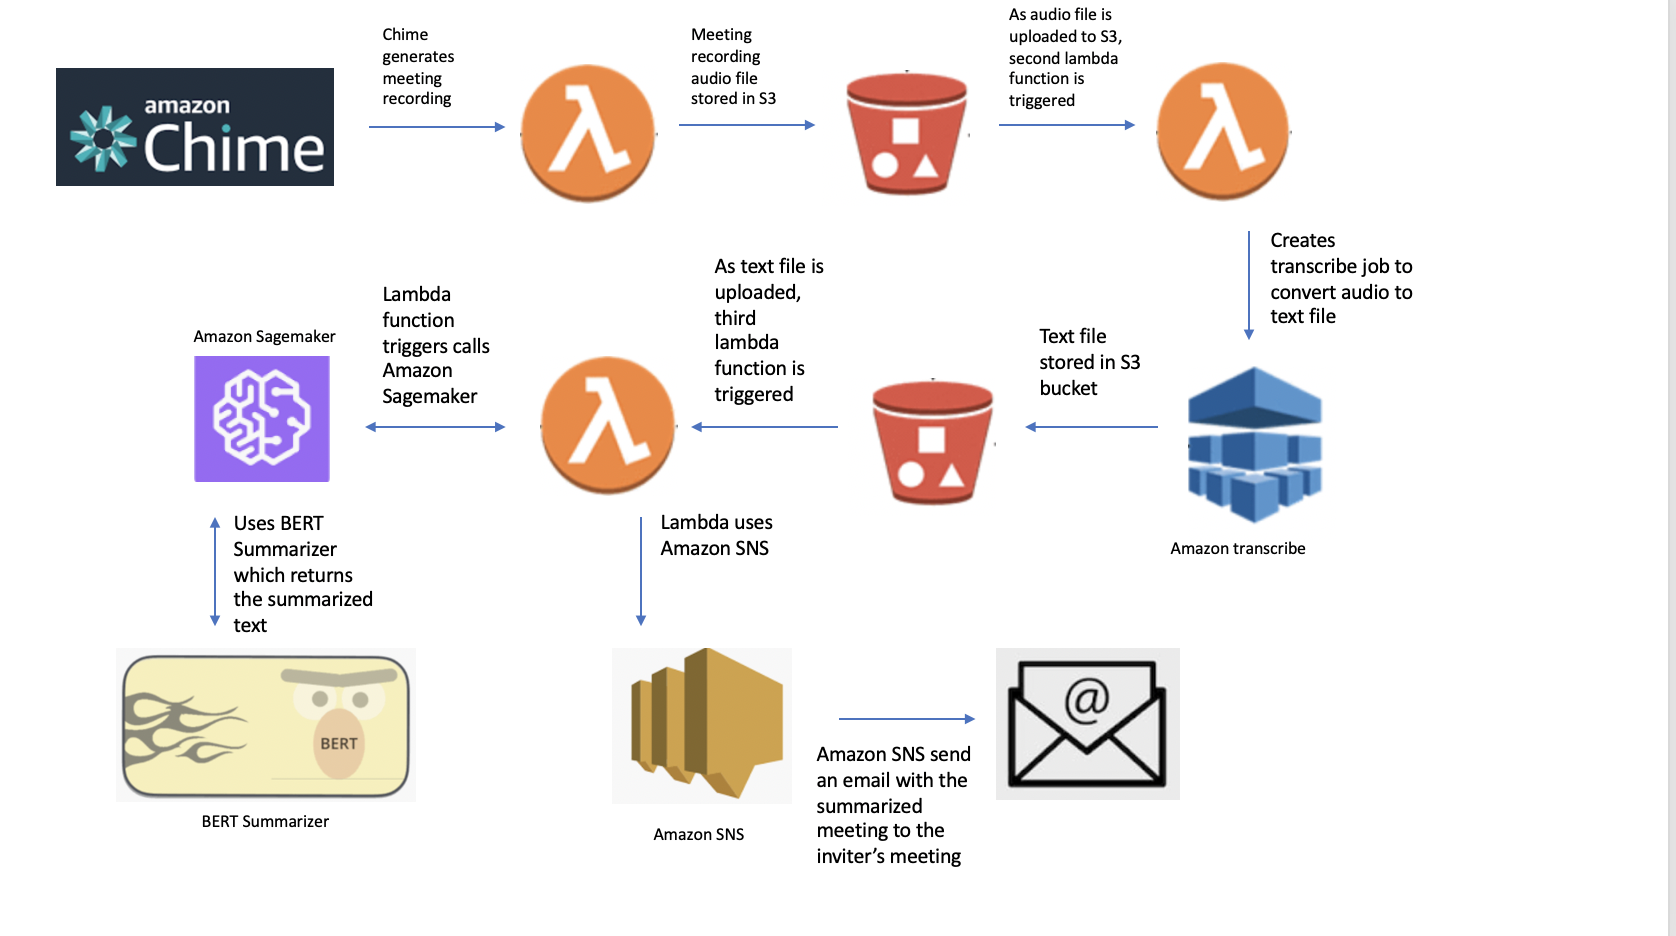 Chime
generates
meeting
recording
Meeting
recording
audio file
stored in S3
As audio file is
uploaded to S3,
second lambda
function is
triggered
amazon
Chime
Creates
transcribe job to
convert audio to
text file
As text file is
uploaded,
third
lambda
function is
triggered
Lambda
function
triggers calls
Amazon
Sagemaker
Amazon Sagemaker
Text file
stored in S3
bucket
Uses BERT
Summarizer
which returns
the summarized
text
Lambda uses
Amazon SNS
Amazon transcribe
BERT
BERT Summarizer
Amazon SNS
@
Amazon SNS send
an email with the
summarized
meeting to the
inviter’s meeting